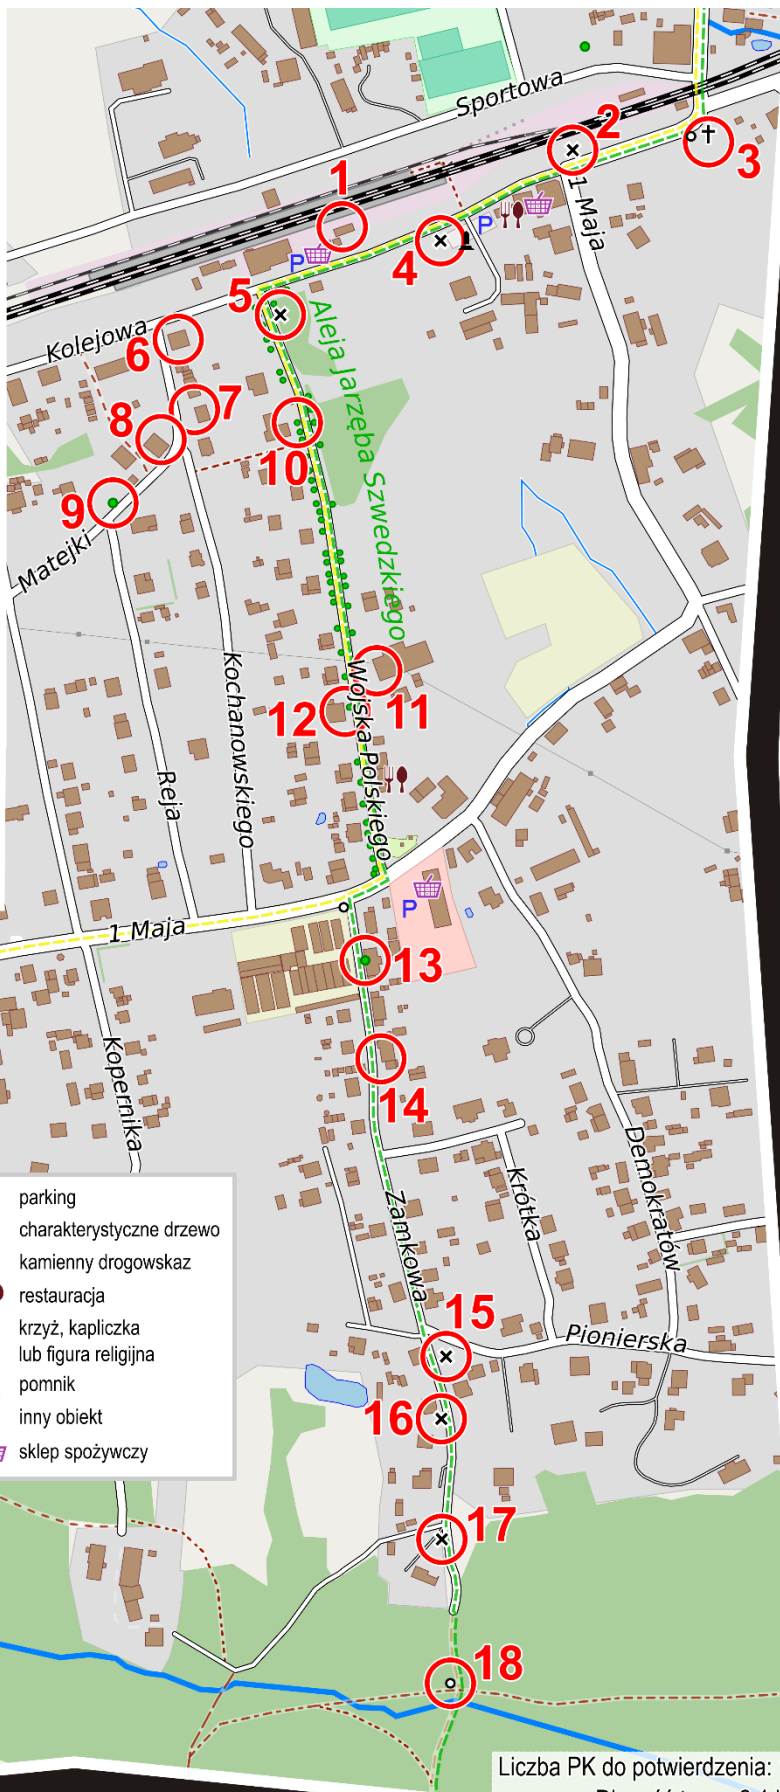 Sportowa
2
3
1
1 Maja
P
4
P
5
Kolejowa
6
Aleja Jarzęba Szwedzkiego
7
8
10
9
Matejki
Kochanowskiego
Wojska Polskiego
11
12
Reja
P
1 Maja
13
Kopernika
14
Demokratów
Krótka
Zamkowa
parking
charakterystyczne drzewo
kamienny drogowskaz
restauracja
krzyż, kapliczka
lub figura religijna
pomnik
inny obiekt
sklep spożywczy
15
Pionierska
16
17
18
Liczba PK do potwierdzenia: